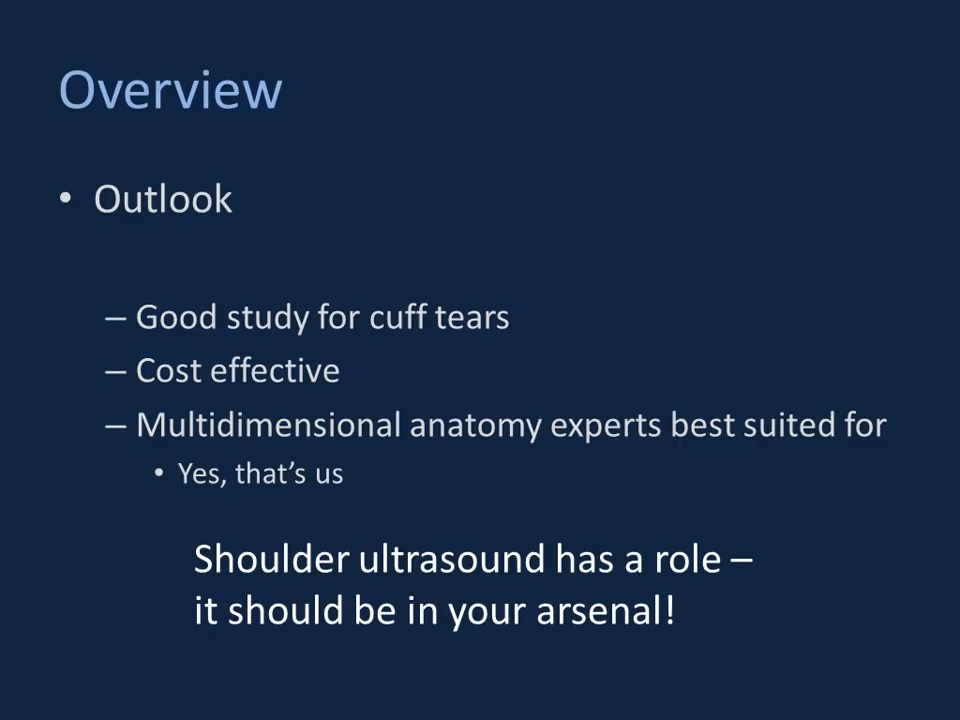 Overview
• Outlook
– Good study for cuff tears
– Cost effective
– Multidimensional anatomy experts best suited for
• Yes, that’s us
Shoulder ultrasound has a role –
it should be in your arsenal!